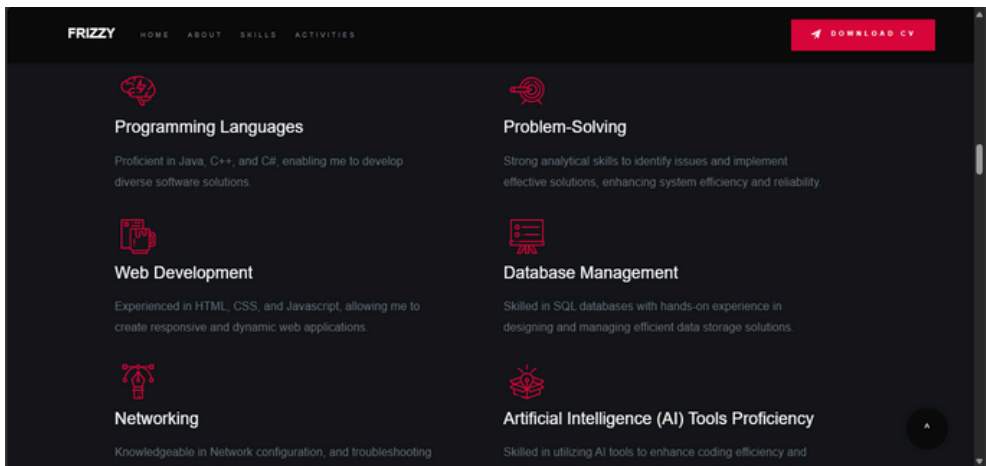 FRIZZY
HOME ABOUT SKILLS ACTIVITIES
DOWNLOAD CV
Programming Languages
Proficient in Java, C++, and C#, enabling me to develop
diverse software solutions.
Problem-Solving
Strong analytical skills to identify issues and implement
effective solutions, enhancing system efficiency and reliability.
Web Development
Experienced in HTML, CSS, and Javascript, allowing me to
create responsive and dynamic web applications.
Database Management
Skilled in SQL databases with hands-on experience in
designing and managing efficient data storage solutions.
Networking
Knowledgeable in Network configuration, and troubleshooting
Artificial Intelligence (AI) Tools Proficiency
Skilled in utilizing AI tools to enhance coding efficiency and